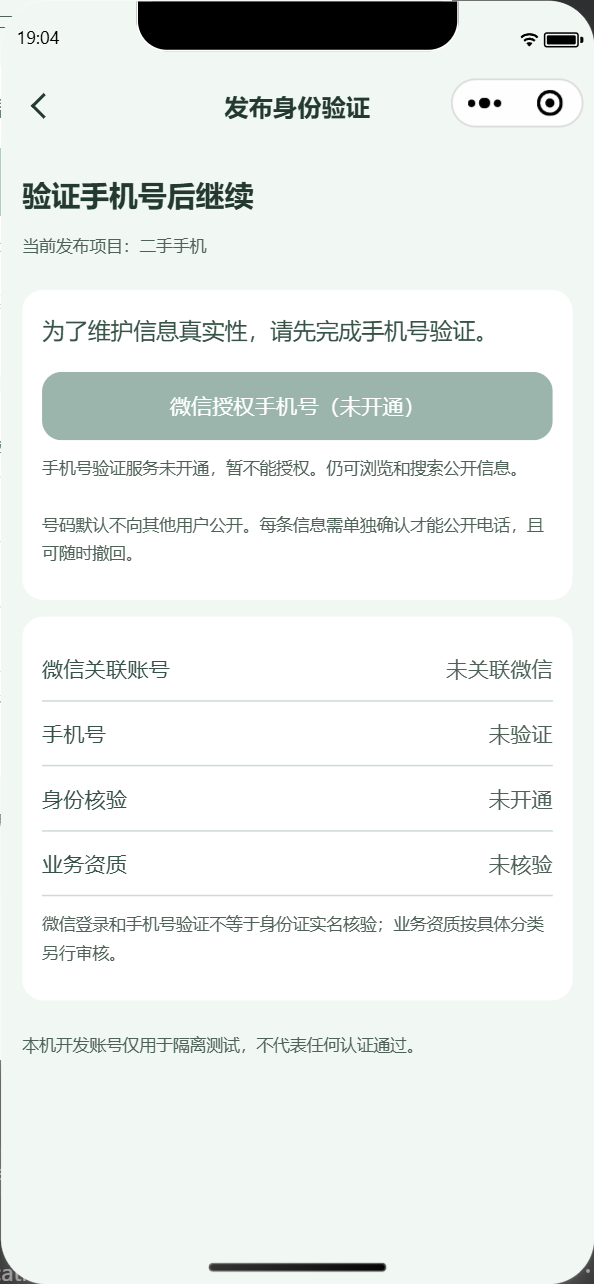 19:04
发布身份验证
验证手机号后继续
当前发布项目：二手手机
为了维护信息真实性，请先完成手机号验证。
微信授权手机号（未开通）
手机号验证服务未开通，暂不能授权。仍可浏览和搜索公开信息。
号码默认不向其他用户公开。每条信息需单独确认才能公开电话，且
可随时撤回。
微信关联账号 未关联微信
手机号 未验证
身份核验 未开通
业务资质 未核验
微信登录和手机号验证不等于身份证实名核验；业务资质按具体分类
另行审核。
本机开发账号仅用于隔离测试，不代表任何认证通过。